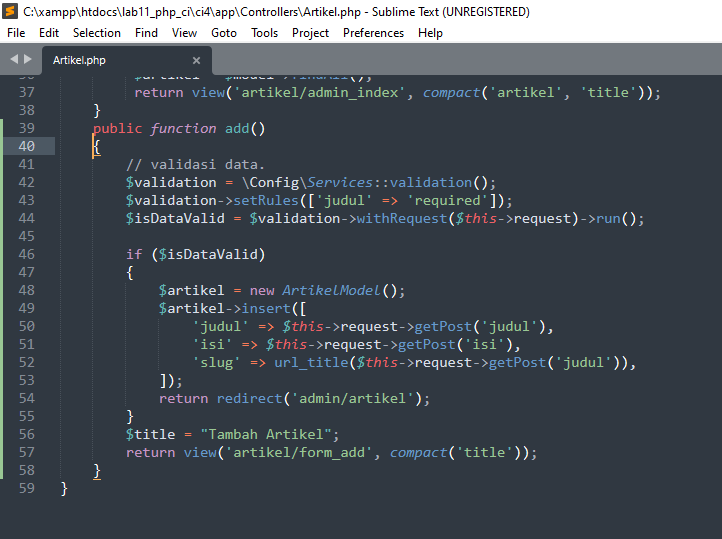 C:\xampp\htdocs\lab11_php_ci\ci4\app\Controllers\Artikel.php - Sublime Text (UNREGISTERED)
File Edit Selection Find View Goto Tools Project Preferences Help
Artikel.php ×
36 $artikel = $model->findAll();
37 return view('artikel/admin_index', compact('artikel', 'title'));
38 }
39 public function add()
40 {
41 // validasi data.
42 $validation = \Config\Services::validation();
43 $validation->setRules(['judul' => 'required']);
44 $isDataValid = $validation->withRequest($this->request)->run();
45
46 if ($isDataValid)
47 {
48 $artikel = new ArtikelModel();
49 $artikel->insert([
50 'judul' => $this->request->getPost('judul'),
51 'isi' => $this->request->getPost('isi'),
52 'slug' => url_title($this->request->getPost('judul')),
53 ]);
54 return redirect('admin/artikel');
55 }
56 $title = "Tambah Artikel";
57 return view('artikel/form_add', compact('title'));
58 }
59 }